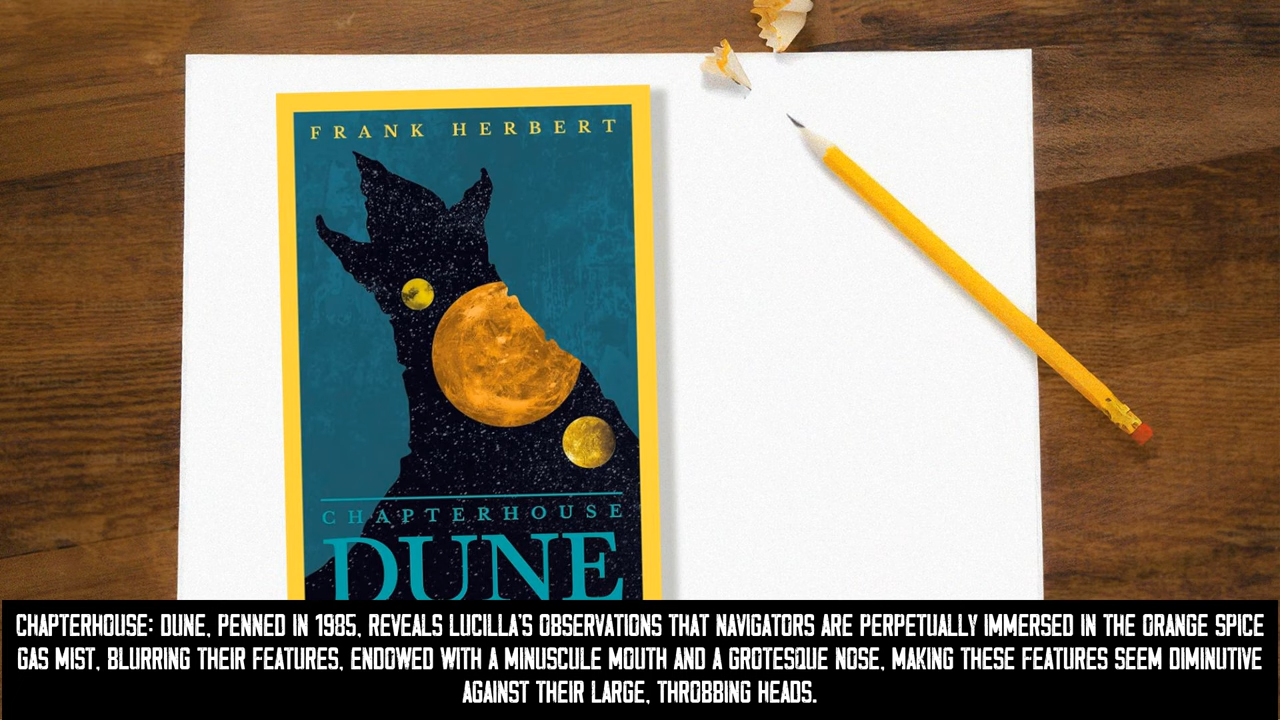 FRANK HERBERT
CHAPTERHOUSE
DUNE
CHAPTERHOUSE: DUNE, PENNED IN 1985, REVEALS LUCILLA'S OBSERVATIONS THAT NAVIGATORS ARE PERPETUALLY IMMERSED IN THE ORANGE SPICE
GAS MIST, BLURRING THEIR FEATURES, ENDOWED WITH A MINUSCULE MOUTH AND A GROTESQUE NOSE, MAKING THESE FEATURES SEEM DIMINUTIVE
AGAINST THEIR LARGE, THROBBING HEADS.